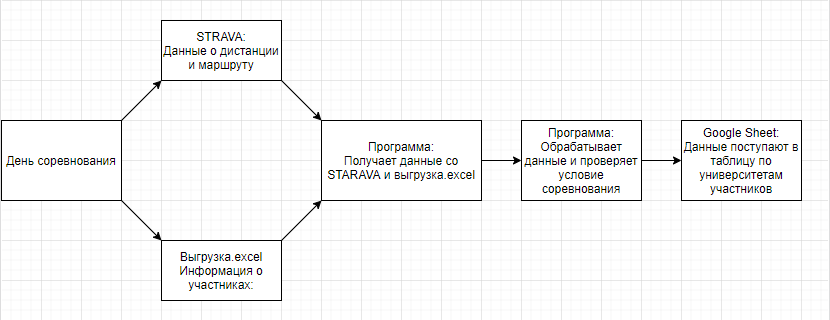 STRAVA:
Данные о дистанции
и маршруту
День соревнования
Программа:
Получает данные со
STARAVA и выгрузка.excel
Программа:
Обрабатывает
данные и проверяет
условие
соревнования
Google Sheet:
Данные поступают в
таблицу по
университетам
участников
Выгрузка.excel
Информация о
участниках: